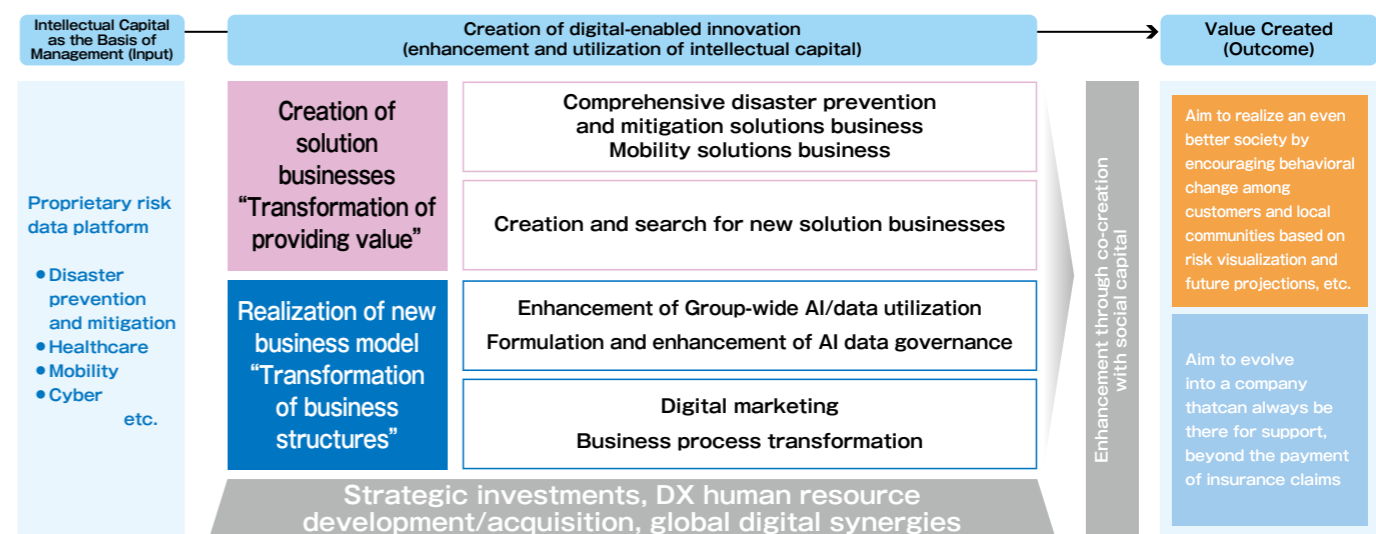 Intellectual Capital
as the Basis of
Management (Input)
Creation of digital-enabled innovation
(enhancement and utilization of intellectual capital)
Value Created
(Outcome)
Proprietary risk
data platform
• Disaster
prevention
and mitigation
• Healthcare
• Mobility
• Cyber
etc.
Creation of
solution
businesses
“Transformation of
providing value”
Comprehensive disaster prevention
and mitigation solutions business
Mobility solutions business
Creation and search for new solution businesses
Realization of new
business model
“Transformation
of business
structures”
Enhancement of Group-wide AI/data utilization
Formulation and enhancement of AI data governance
Digital marketing
Business process transformation
Strategic investments, DX human resource
development/acquisition, global digital synergies
Enhancement through co-creation
with social capital
Aim to realize an even
better society by
encouraging behavioral
change among
customers and local
communities based on
risk visualization and
future projections, etc.
Aim to evolve
into a company
thatcan always be
there for support,
beyond the payment
of insurance claims